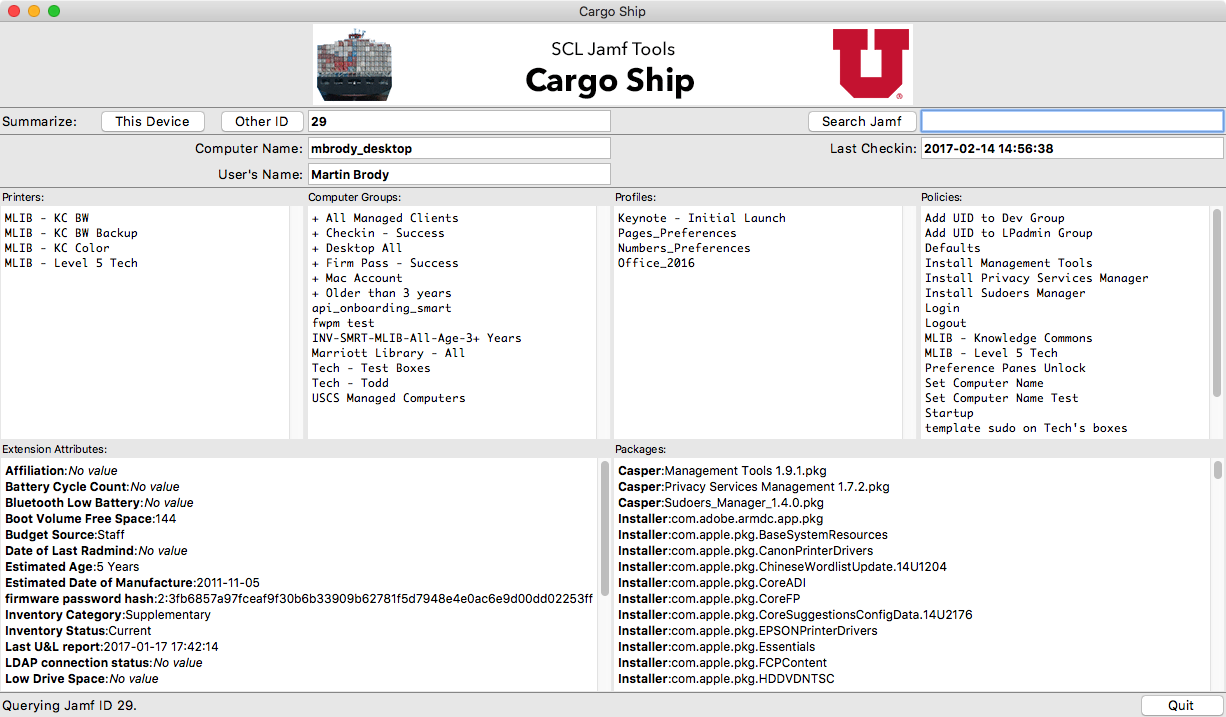 Cargo Ship
SCL Jamf Tools
Cargo Ship
U
®
Summarize: This Device Other ID 29 Search Jamf
Computer Name: mbrody_desktop Last Checkin: 2017-02-14 14:56:38
User's Name: Martin Brody
Printers:
MLIB - KC BW
MLIB - KC BW Backup
MLIB - KC Color
MLIB - Level 5 Tech
Computer Groups:
+ All Managed Clients
+ Checkin - Success
+ Desktop All
+ Firm Pass - Success
+ Mac Account
+ Older than 3 years
api_onboarding_smart
fwpm test
INV-SMRT-MLIB-All-Age-3+ Years
Marriott Library - All
Tech - Test Boxes
Tech - Todd
USCS Managed Computers
Profiles:
Keynote - Initial Launch
Pages_Preferences
Numbers_Preferences
Office_2016
Policies:
Add UID to Dev Group
Add UID to LPadmin Group
Defaults
Install Management Tools
Install Privacy Services Manager
Install Sudoers Manager
Login
Logout
MLIB - Knowledge Commons
MLIB - Level 5 Tech
Preference Panes Unlock
Set Computer Name
Set Computer Name Test
Startup
template sudo on Tech's boxes
Extension Attributes:
Affiliation:No value
Battery Cycle Count:No value
Bluetooth Low Battery:No value
Boot Volume Free Space:144
Budget Source:Staff
Date of Last Radmind:No value
Estimated Age:5 Years
Estimated Date of Manufacture:2011-11-05
firmware password hash:2:3fb6857a97fceaf9f30b6b33909b62781f5d7948e4e0ac6e9d00dd02253ff
Inventory Category:Supplementary
Inventory Status:Current
Last U&L report:2017-01-17 17:42:14
LDAP connection status:No value
Low Drive Space:No value
Packages:
Casper:Management Tools 1.9.1.pkg
Casper:Privacy Services Management 1.7.2.pkg
Casper:Sudoers_Manager_1.4.0.pkg
Installer:com.adobe.armdc.app.pkg
Installer:com.apple.pkg.BaseSystemResources
Installer:com.apple.pkg.CanonPrinterDrivers
Installer:com.apple.pkg.ChineseWordlistUpdate.14U1204
Installer:com.apple.pkg.CoreADI
Installer:com.apple.pkg.CoreFP
Installer:com.apple.pkg.CoreSuggestionsConfigData.14U2176
Installer:com.apple.pkg.EPSONPrinterDrivers
Installer:com.apple.pkg.Essentials
Installer:com.apple.pkg.FCPContent
Installer:com.apple.pkg.HDDVDNTSC
Querying Jamf ID 29.
Quit